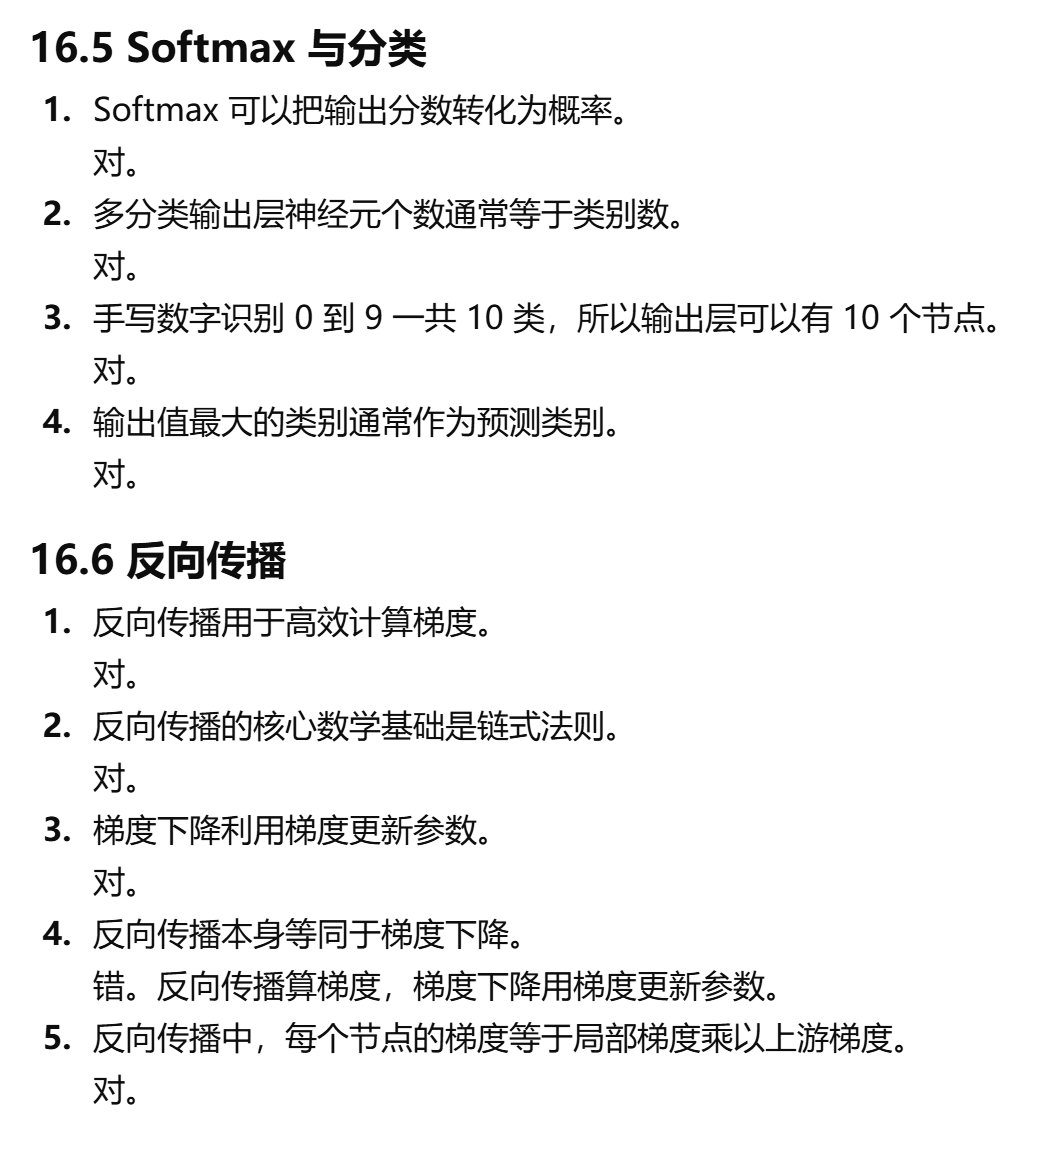 16.5 Softmax 与分类
1. Softmax 可以把输出分数转化为概率。
对。
2. 多分类输出层神经元个数通常等于类别数。
对。
3. 手写数字识别 0 到 9 一共 10 类，所以输出层可以有 10 个节点。
对。
4. 输出值最大的类别通常作为预测类别。
对。
16.6 反向传播
1. 反向传播用于高效计算梯度。
对。
2. 反向传播的核心数学基础是链式法则。
对。
3. 梯度下降利用梯度更新参数。
对。
4. 反向传播本身等同于梯度下降。
错。反向传播算梯度，梯度下降用梯度更新参数。
5. 反向传播中，每个节点的梯度等于局部梯度乘以上游梯度。
对。